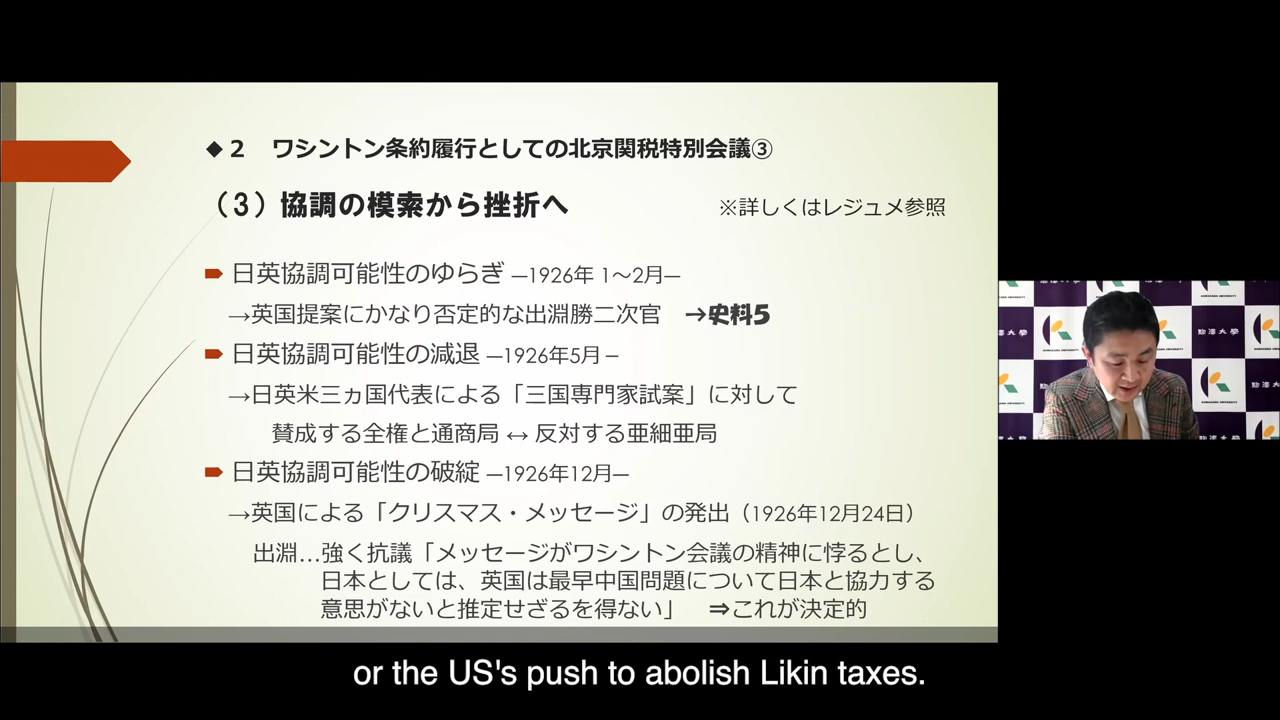 ◆２　ワシントン条約履行としての北京関税特別会議③
（３）協調の模索から挫折へ
※詳しくはレジュメ参照
日英協調可能性のゆらぎ ―1926年 1～2月―
→英国提案にかなり否定的な出淵勝二次官　→史料5
日英協調可能性の減退 ―1926年5月 –
→日英米三ヵ国代表による「三国専門家試案」に対して
賛成する全権と通商局 ↔ 反対する亜細亜局
日英協調可能性の破綻 ―1926年12月―
→英国による「クリスマス・メッセージ」の発出（1926年12月24日）
出淵…強く抗議「メッセージがワシントン会議の精神に悖るとし、
日本としては、英国は最早中国問題について日本と協力する
意思がないと推定せざるを得ない」　⇒これが決定的
駒澤大學
KOMAZAWA UNIVERSITY
or the US's push to abolish Likin taxes.